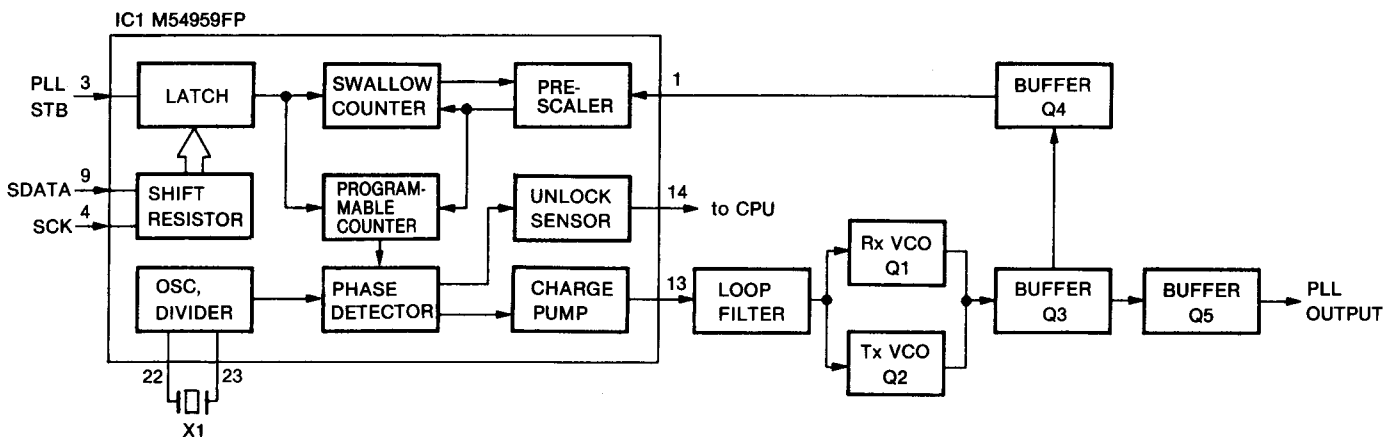 IC1 M54959FP
PLL
STB
3
LATCH
SWALLOW
COUNTER
PRE-
SCALER
1
BUFFER
Q4
SDATA
9
SCK
4
SHIFT
RESISTOR
PROGRAM-
MABLE
COUNTER
UNLOCK
SENSOR
14
to CPU
OSC,
DIVIDER
PHASE
DETECTOR
CHARGE
PUMP
13
LOOP
FILTER
Rx VCO
Q1
Tx VCO
Q2
BUFFER
Q3
BUFFER
Q5
PLL
OUTPUT
22
23
X1